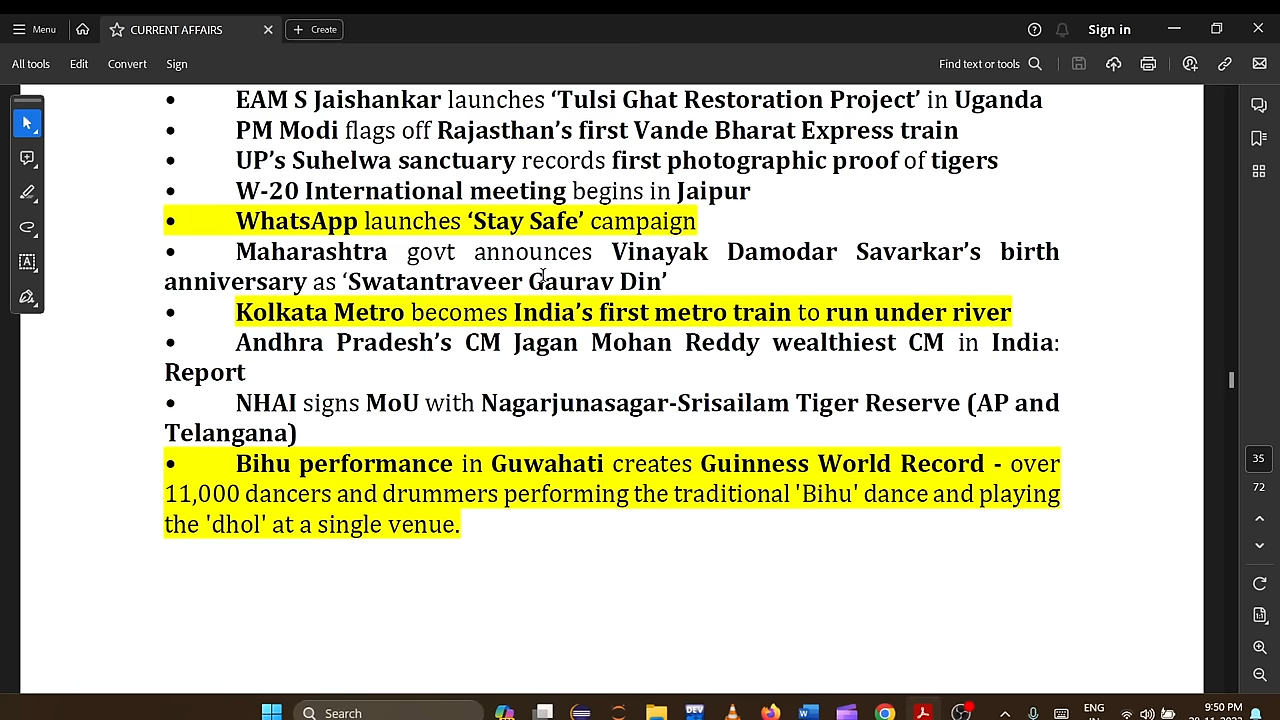 Menu
CURRENT AFFAIRS
Create
Sign in
All tools
Edit
Convert
Sign
Find text or tools
• EAM S Jaishankar launches ‘Tulsi Ghat Restoration Project’ in Uganda
• PM Modi flags off Rajasthan’s first Vande Bharat Express train
• UP’s Suhelwa sanctuary records first photographic proof of tigers
• W-20 International meeting begins in Jaipur
• WhatsApp launches ‘Stay Safe’ campaign
• Maharashtra govt announces Vinayak Damodar Savarkar’s birth
anniversary as ‘Swatantraveer Gaurav Din’
• Kolkata Metro becomes India’s first metro train to run under river
• Andhra Pradesh’s CM Jagan Mohan Reddy wealthiest CM in India:
Report
• NHAI signs MoU with Nagarjunasagar-Srisailam Tiger Reserve (AP and
Telangana)
• Bihu performance in Guwahati creates Guinness World Record - over
11,000 dancers and drummers performing the traditional 'Bihu' dance and playing
the 'dhol' at a single venue.
35
72
Search
DEV
ENG
9:50 PM